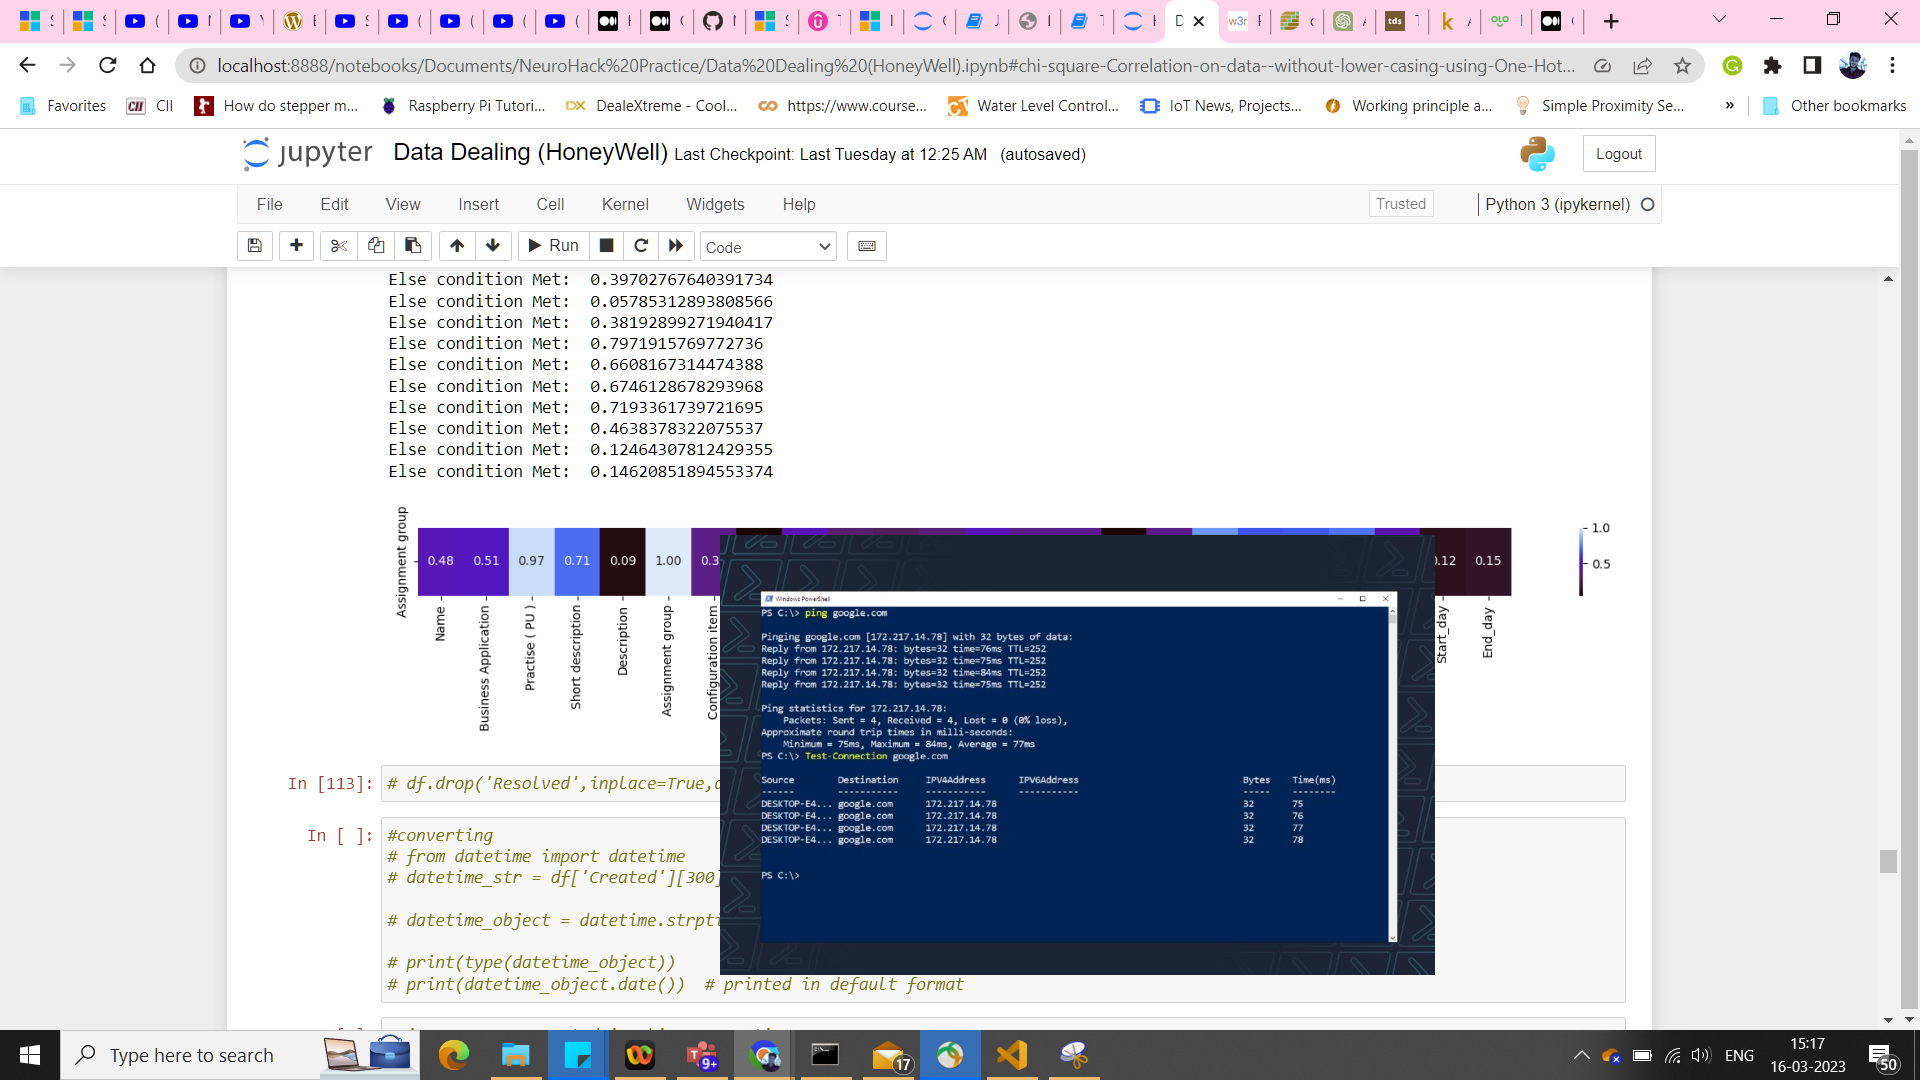 localhost:8888/notebooks/Documents/NeuroHack%20Practice/Data%20Dealing%20(HoneyWell).ipynb#chi-square-Correlation-on-data--without-lower-casing-using-One-Hot...
Favorites CII How do stepper m... Raspberry Pi Tutori... DX DealeXtreme - Cool... https://www.course... Water Level Control... IoT News, Projects... Working principle a... Simple Proximity Se... » Other bookmarks
jupyter Data Dealing (HoneyWell) Last Checkpoint: Last Tuesday at 12:25 AM (autosaved) Logout
File Edit View Insert Cell Kernel Widgets Help Trusted Python 3 (ipykernel)
Run Code
Else condition Met: 0.39702767640391734
Else condition Met: 0.05785312893808566
Else condition Met: 0.38192899271940417
Else condition Met: 0.7971915769772736
Else condition Met: 0.6608167314474388
Else condition Met: 0.6746128678293968
Else condition Met: 0.7193361739721695
Else condition Met: 0.4638378322075537
Else condition Met: 0.12464307812429355
Else condition Met: 0.14620851894553374
Assignment group
0.48 0.51 0.97 0.71 0.09 1.00 0.3 0.12 0.15
1.0
0.5
Name
Business Application
Practise ( PU )
Short description
Description
Assignment group
Configuration item
Start_day
End_day
Windows PowerShell
PS C:\> ping google.com
Pinging google.com [172.217.14.78] with 32 bytes of data:
Reply from 172.217.14.78: bytes=32 time=76ms TTL=252
Reply from 172.217.14.78: bytes=32 time=75ms TTL=252
Reply from 172.217.14.78: bytes=32 time=84ms TTL=252
Reply from 172.217.14.78: bytes=32 time=75ms TTL=252
Ping statistics for 172.217.14.78:
Packets: Sent = 4, Received = 4, Lost = 0 (0% loss),
Approximate round trip times in milli-seconds:
Minimum = 75ms, Maximum = 84ms, Average = 77ms
PS C:\> Test-Connection google.com
Source Destination IPV4Address IPV6Address Bytes Time(ms)
------ ----------- ----------- ----------- ----- --------
DESKTOP-E4... google.com 172.217.14.78 32 75
DESKTOP-E4... google.com 172.217.14.78 32 76
DESKTOP-E4... google.com 172.217.14.78 32 77
DESKTOP-E4... google.com 172.217.14.78 32 78
PS C:\>
In [113]: # df.drop('Resolved',inplace=True,
In [ ]: #converting
# from datetime import datetime
# datetime_str = df['Created'][300]
# datetime_object = datetime.strpti
# print(type(datetime_object))
# print(datetime_object.date()) # printed in default format
Type here to search
9+
17
ENG
15:17
16-03-2023
50